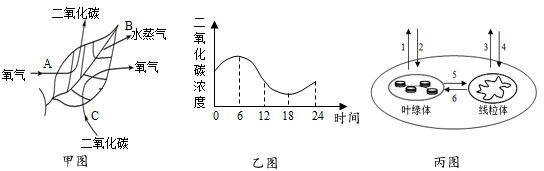 二氧化碳
B
水蒸气
A
氧气
氧气
C
二氧化碳
甲图
二氧化碳浓度
0 6 12 18 24 时间
乙图
1 2 3 4
5
6
叶绿体 线粒体
丙图